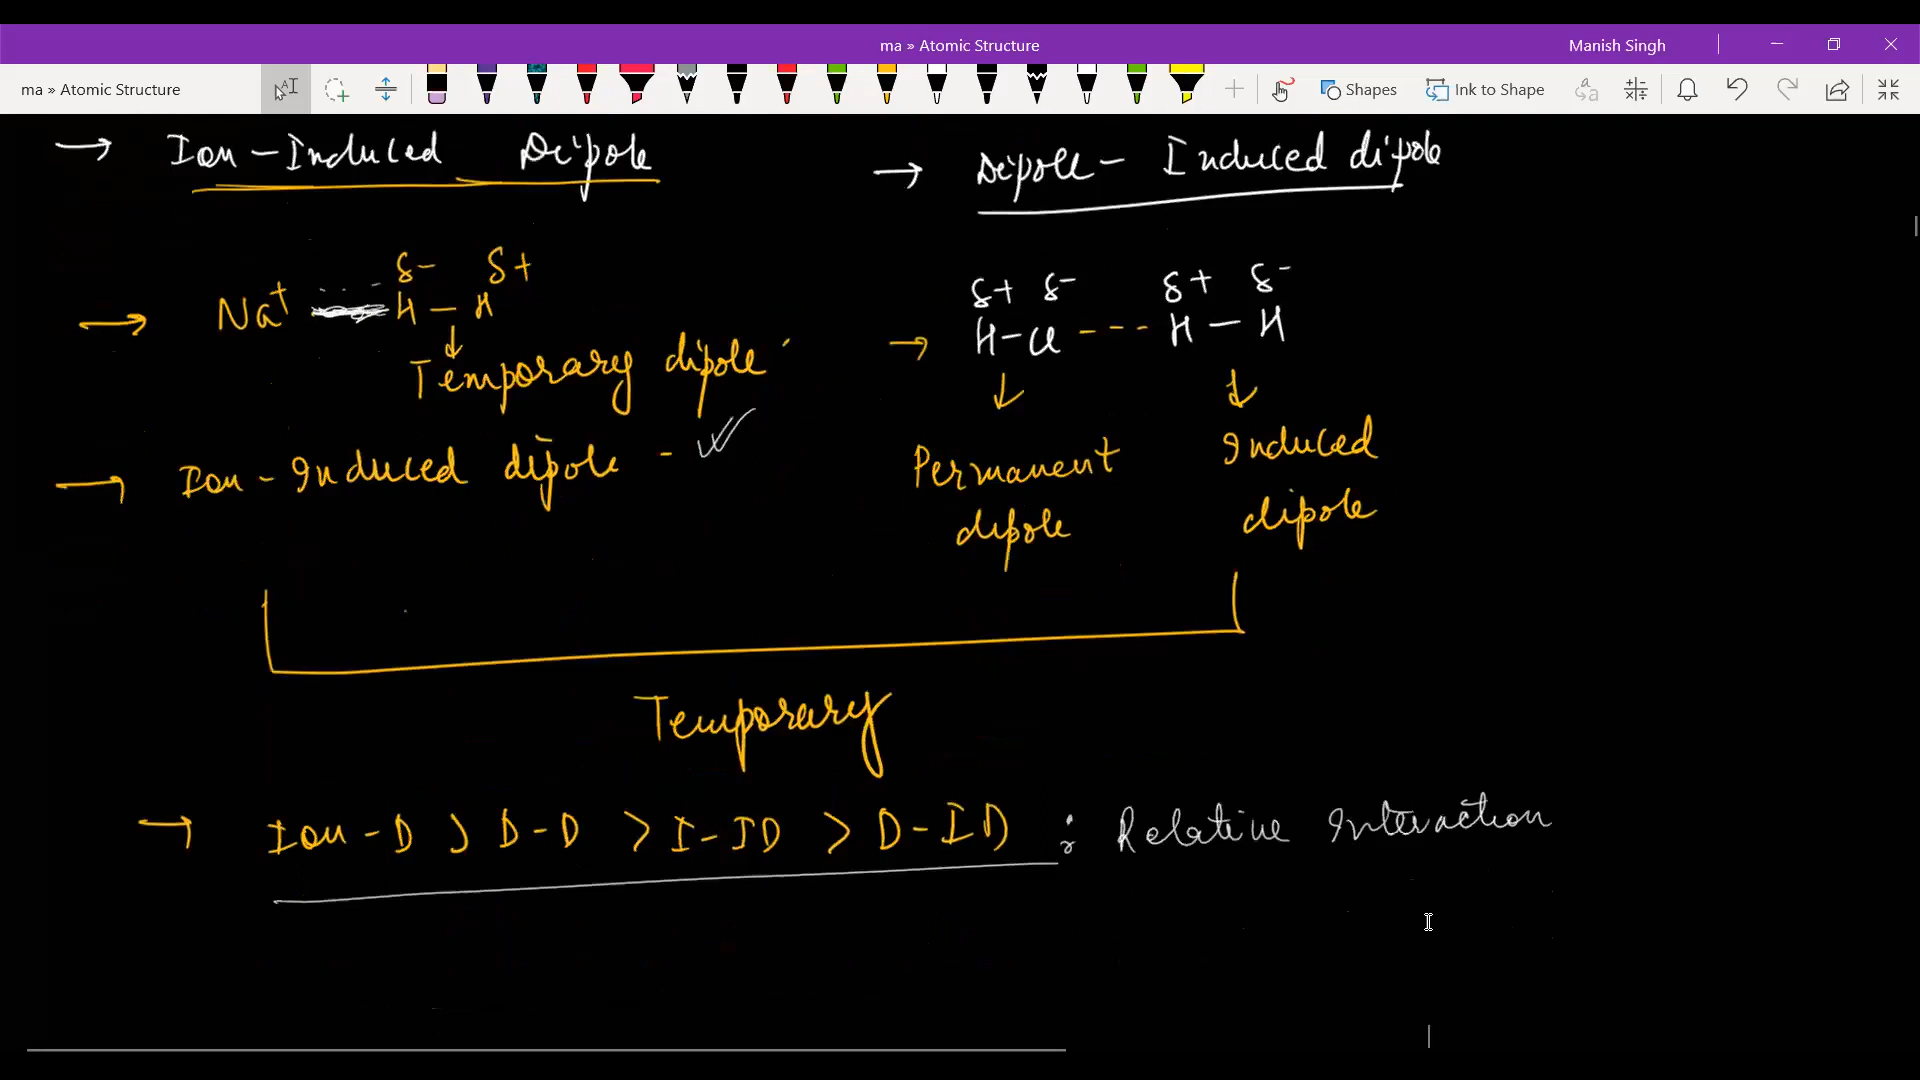 ma » Atomic Structure
Manish Singh
ma » Atomic Structure
Shapes
Ink to Shape
→ Ion-Induced Dipole
→ Dipole- Induced dipole
→ Na+ H — H
δ- δ+
Temporary dipole
→ Ion-Induced dipole -
δ+ δ- δ+ δ-
→ H-Cl --- H — H
Permanent dipole
Induced dipole
Temporary
→ Ion-D > D-D > I-ID > D-ID : Relative Interaction